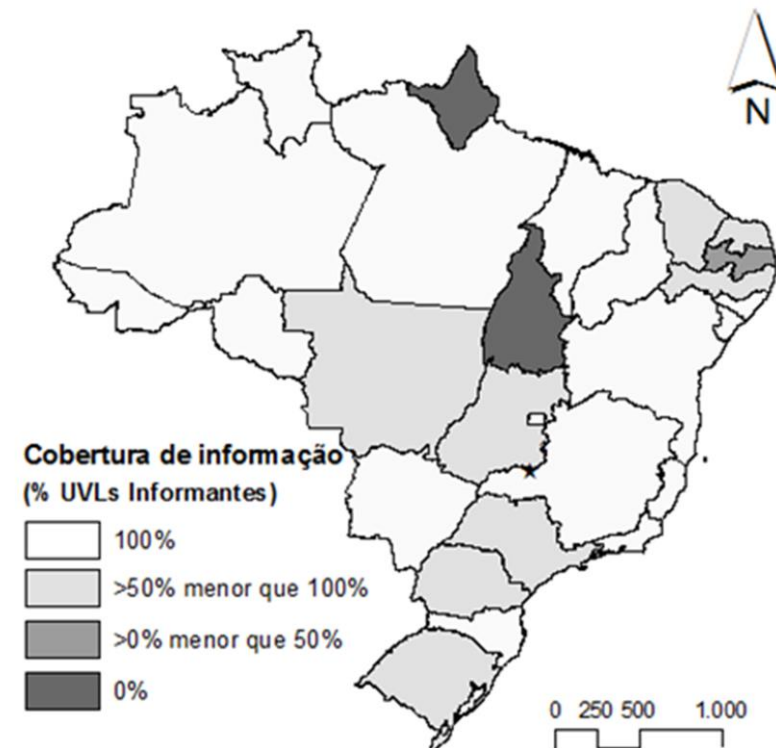 N
Cobertura de informação
(% UVLs Informantes)
100%
>50% menor que 100%
>0% menor que 50%
0%
0 250 500 1.000